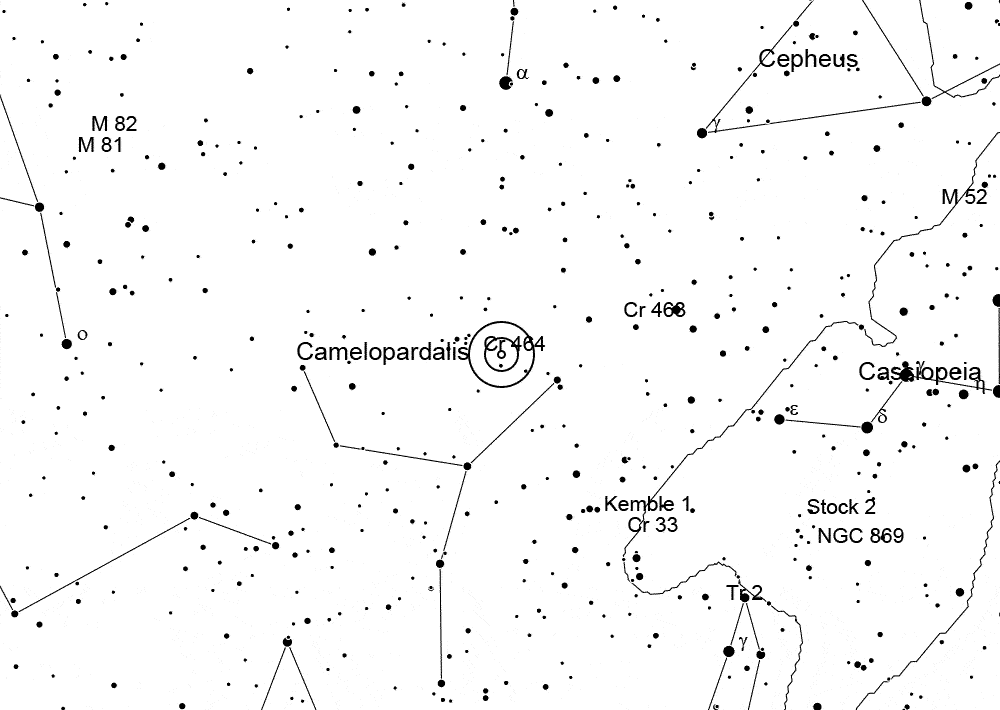 α
Cepheus
γ
M 82
M 81
M 52
Cr 463
ο
Cr 464
Camelopardalis
γ
Cassiopeia
η
ε
δ
Kemble 1
Stock 2
Cr 33
NGC 869
Tr 2
γ